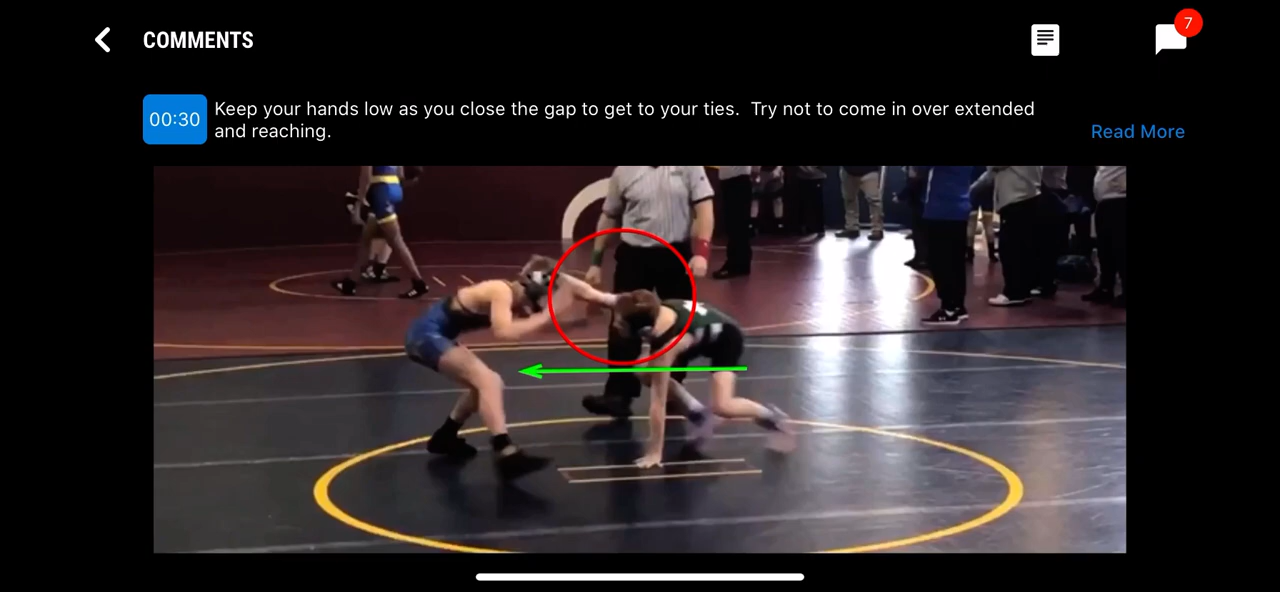 COMMENTS
7
00:30
Keep your hands low as you close the gap to get to your ties. Try not to come in over extended
and reaching.
Read More